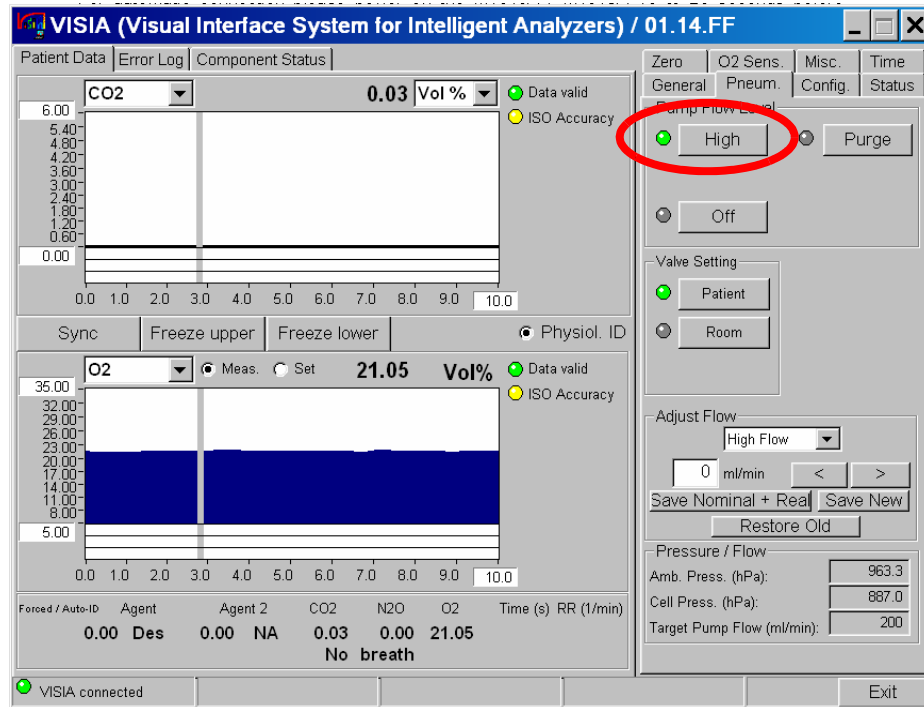 VISIA (Visual Interface System for Intelligent Analyzers) / 01.14.FF
Patient Data Error Log Component Status
Zero O2 Sens. Misc. Time
General Pneum. Config. Status
CO2 0.03 Vol %
Data valid
ISO Accuracy
6.00
5.40
4.80
4.20
3.60
3.00
2.40
1.80
1.20
0.60
0.00
0.0 1.0 2.0 3.0 4.0 5.0 6.0 7.0 8.0 9.0 10.0
Pump Flow Level
High Purge
Off
Valve Setting
Patient
Room
Sync Freeze upper Freeze lower Physiol. ID
O2 Meas. Set 21.05 Vol%
Data valid
ISO Accuracy
35.00
32.00
29.00
26.00
23.00
20.00
17.00
14.00
11.00
8.00
5.00
0.0 1.0 2.0 3.0 4.0 5.0 6.0 7.0 8.0 9.0 10.0
Adjust Flow
High Flow
0 ml/min < >
Save Nominal + Real Save New
Restore Old
Pressure / Flow
Amb. Press. (hPa): 963.3
Cell Press. (hPa): 887.0
Target Pump Flow (ml/min): 200
Forced / Auto-ID Agent Agent 2 CO2 N2O O2 Time (s) RR (1/min)
0.00 Des 0.00 NA 0.03 0.00 21.05
No breath
VISIA connected Exit